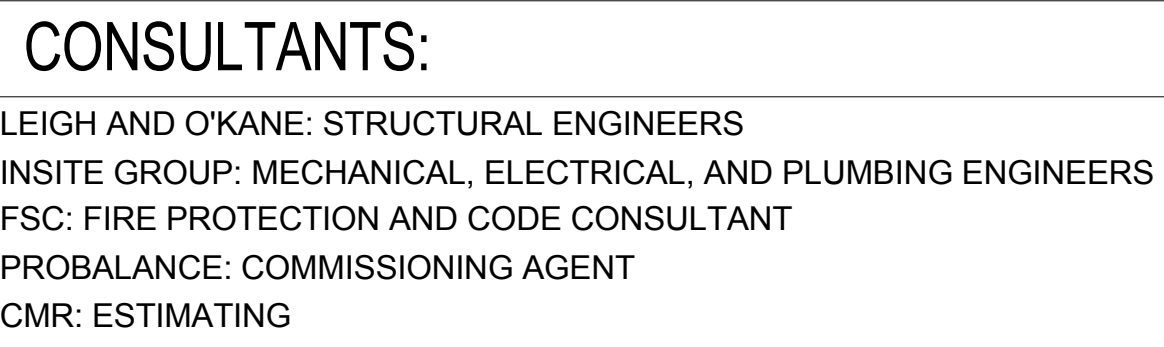 CONSULTANTS:
LEIGH AND O'KANE: STRUCTURAL ENGINEERS
INSITE GROUP: MECHANICAL, ELECTRICAL, AND PLUMBING ENGINEERS
FSC: FIRE PROTECTION AND CODE CONSULTANT
PROBALANCE: COMMISSIONING AGENT
CMR: ESTIMATING